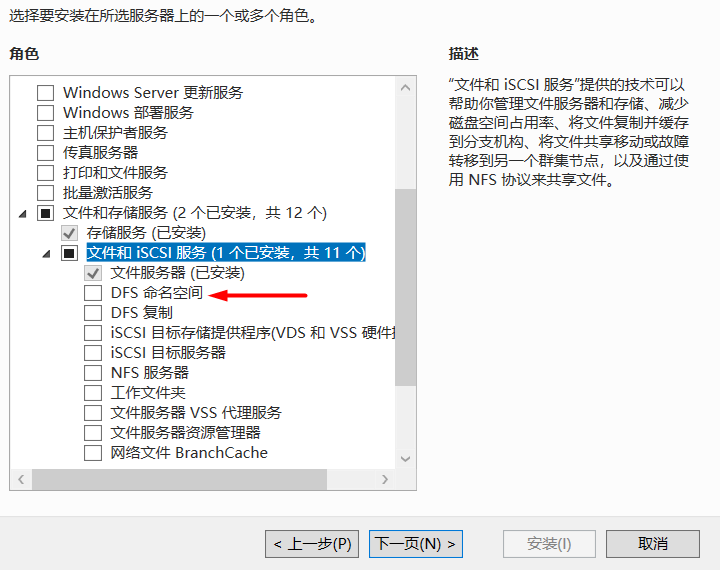 选择要安装在所选服务器上的一个或多个角色。
角色
Windows Server 更新服务
Windows 部署服务
主机保护者服务
传真服务器
打印和文件服务
批量激活服务
文件和存储服务 (2 个已安装，共 12 个)
存储服务 (已安装)
文件和 iSCSI 服务 (1 个已安装，共 11 个)
文件服务器 (已安装)
DFS 命名空间
DFS 复制
iSCSI 目标存储提供程序(VDS 和 VSS 硬件
iSCSI 目标服务器
NFS 服务器
工作文件夹
文件服务器 VSS 代理服务
文件服务器资源管理器
网络文件 BranchCache
描述
“文件和 iSCSI 服务”提供的技术可以
帮助你管理文件服务器和存储、减少
磁盘空间占用率、将文件复制并缓存
到分支机构、将文件共享移动或故障
转移到另一个群集节点，以及通过使
用 NFS 协议来共享文件。
< 上一步(P)
下一页(N) >
安装(I)
取消